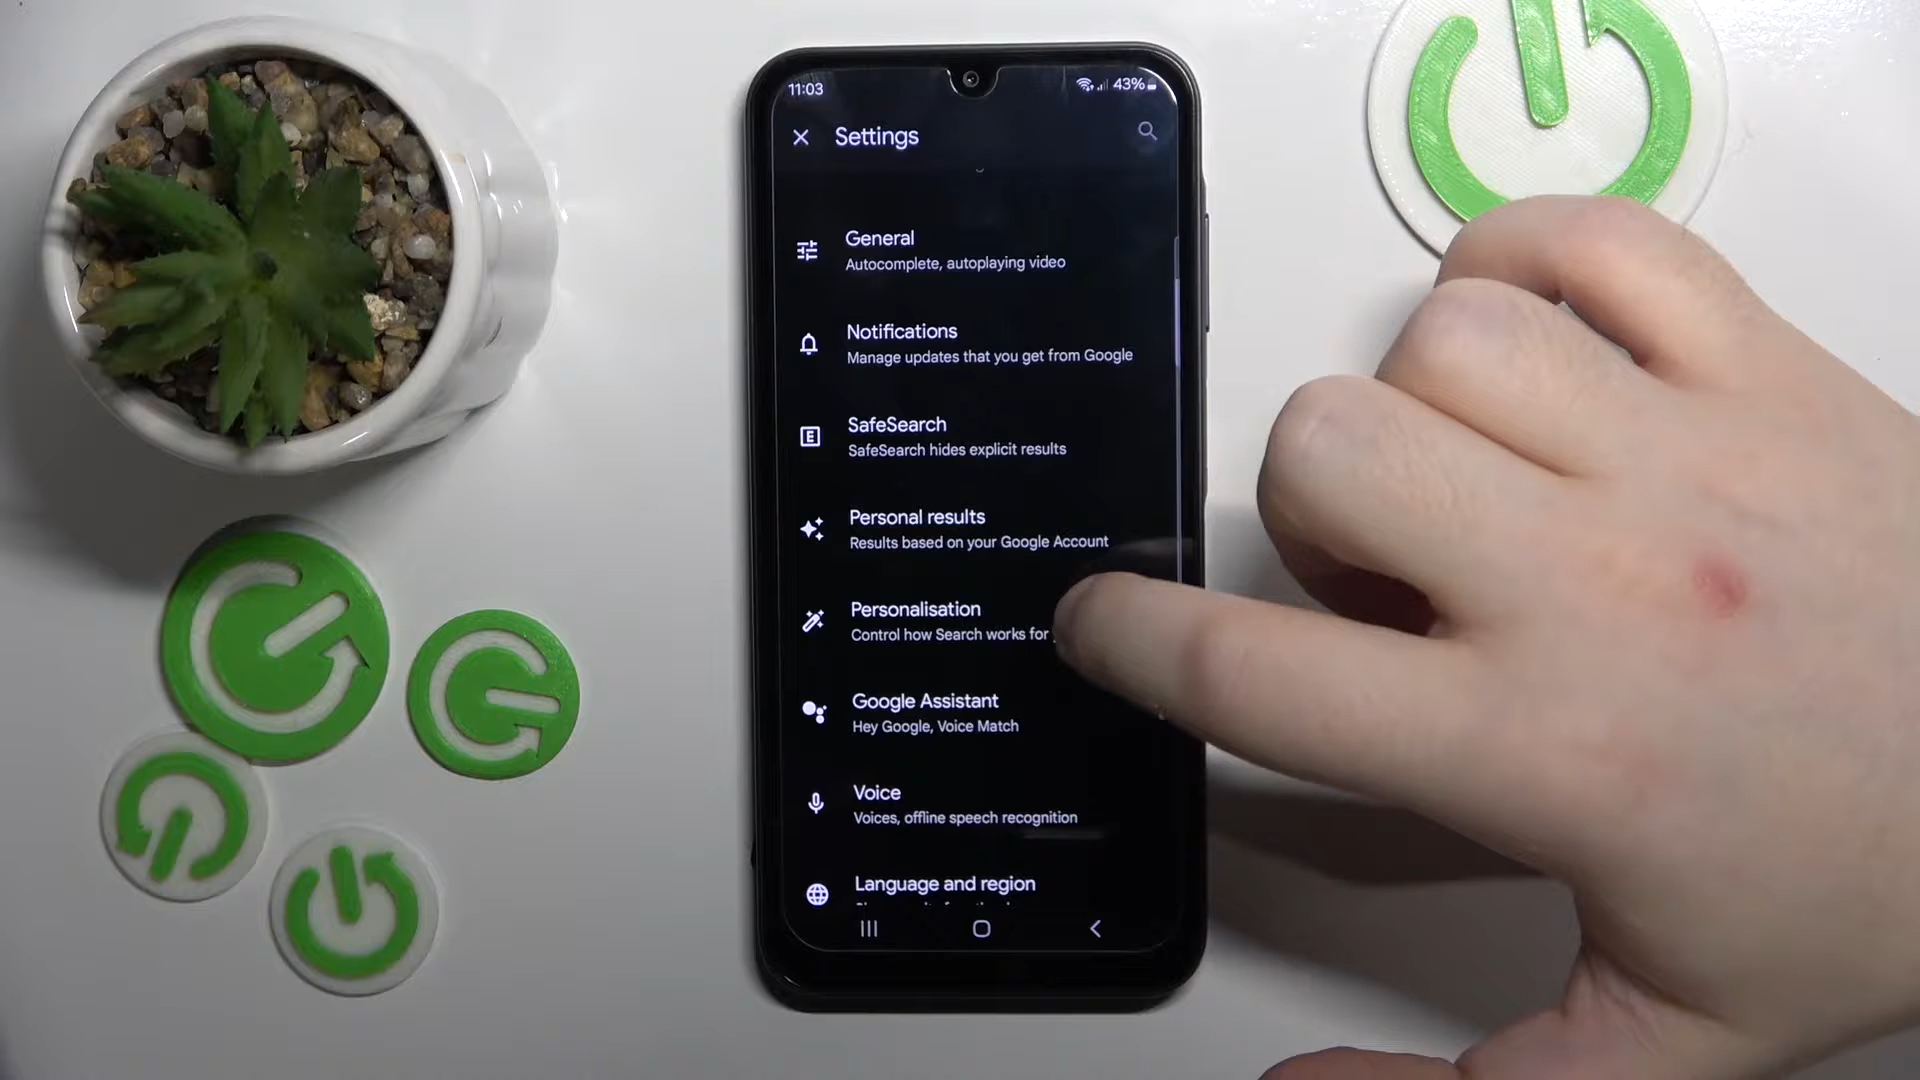 11:03
43%
Settings
General
Autocomplete, autoplaying video
Notifications
Manage updates that you get from Google
SafeSearch
SafeSearch hides explicit results
Personal results
Results based on your Google Account
Personalisation
Control how Search works for
Google Assistant
Hey Google, Voice Match
Voice
Voices, offline speech recognition
Language and region